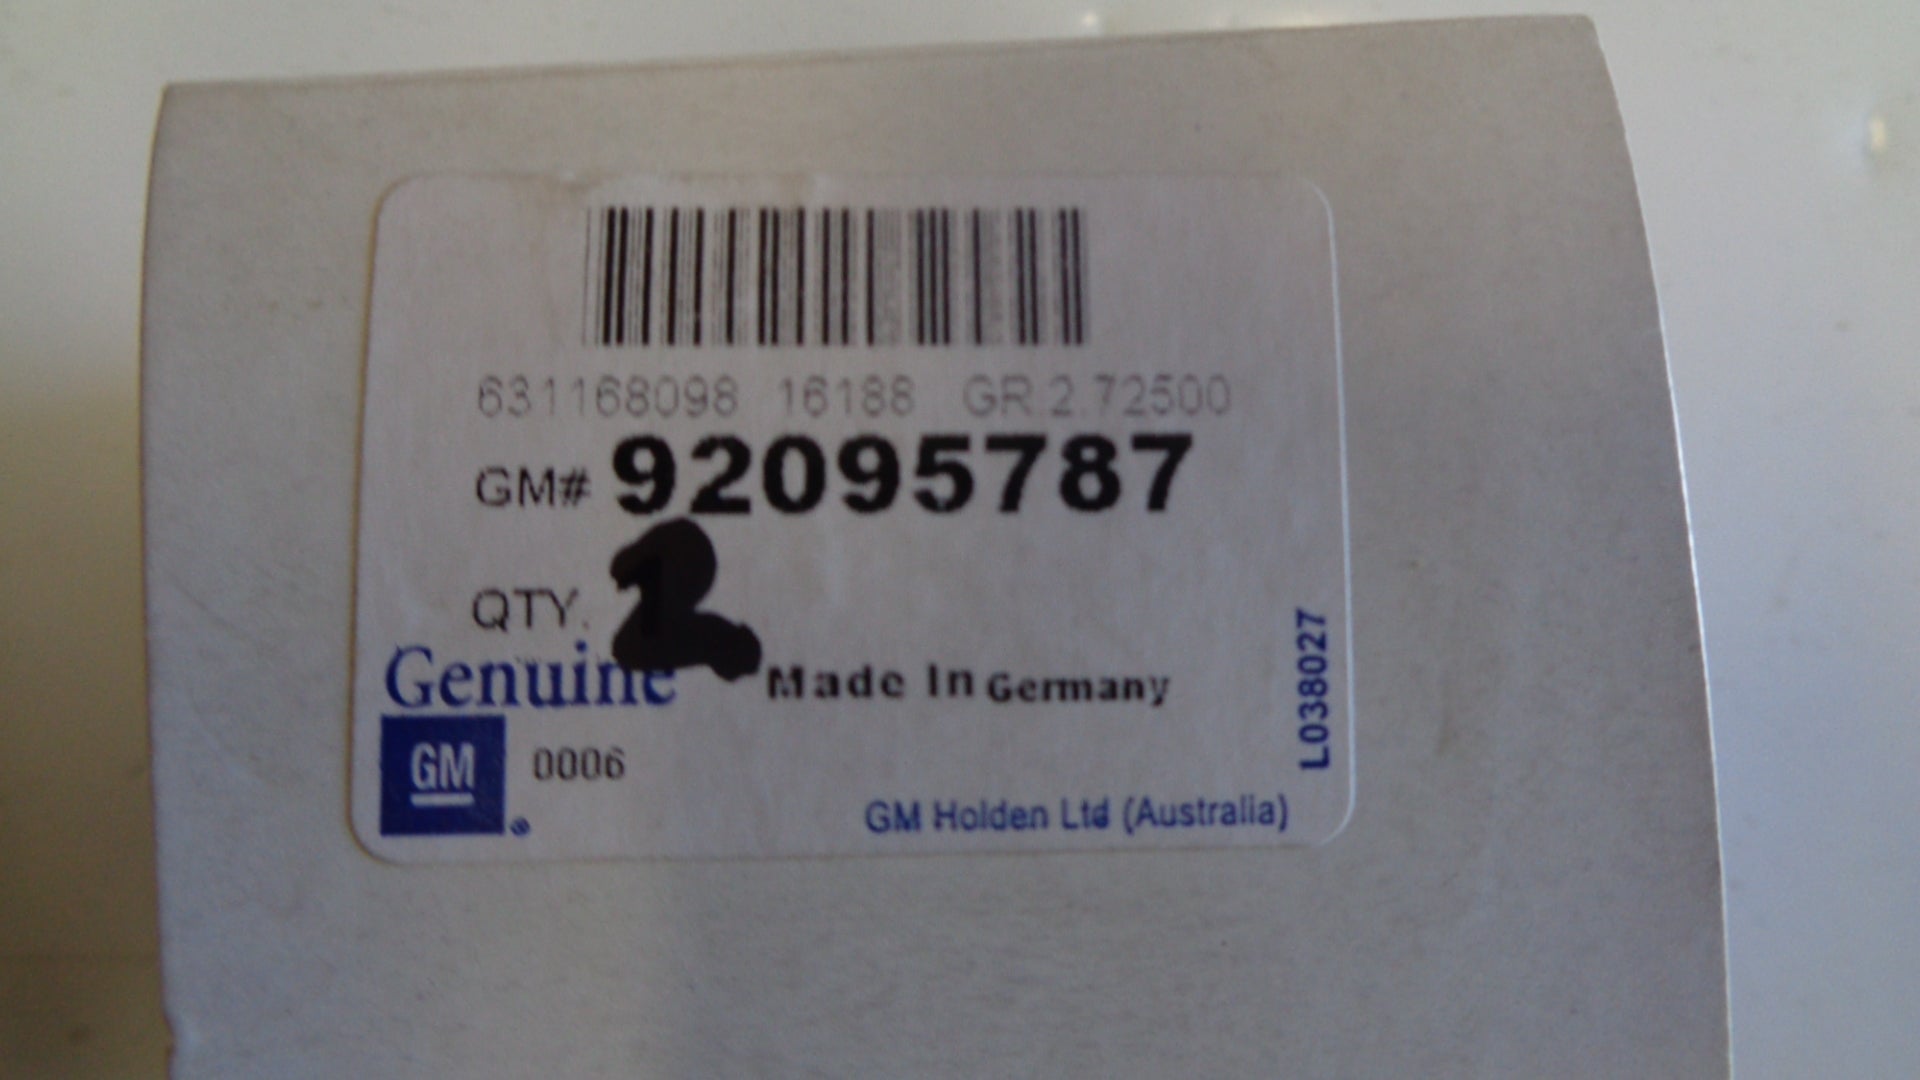 631168098 16188 GR.2.72500
GM# 92095787
QTY. 2
Genuine Made In Germany
GM 0006
GM Holden Ltd (Australia)
L038027